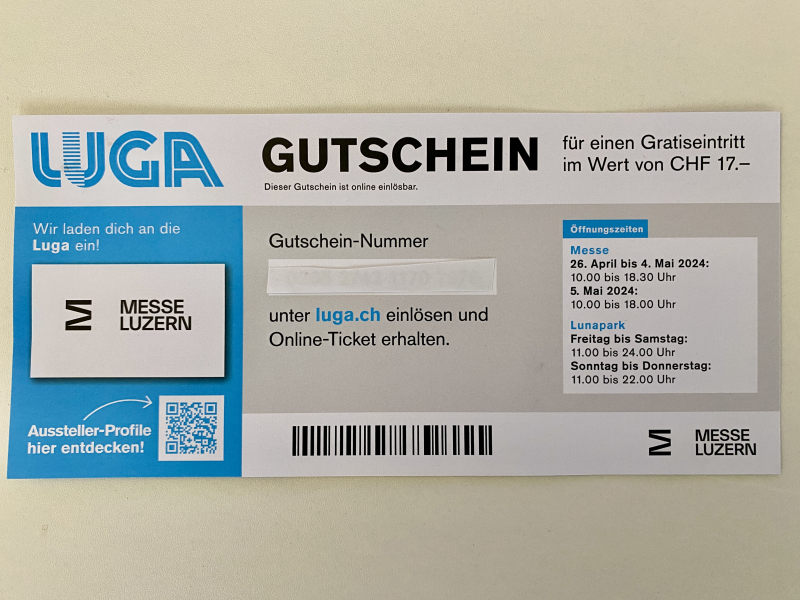 LUGA
GUTSCHEIN
Dieser Gutschein ist online einlösbar.
für einen Gratiseintritt
im Wert von CHF 17.–
Wir laden dich an die
Luga ein!
MESSE
LUZERN
Aussteller-Profile
hier entdecken!
Gutschein-Nummer
unter luga.ch einlösen und
Online-Ticket erhalten.
Öffnungszeiten
Messe
26. April bis 4. Mai 2024:
10.00 bis 18.30 Uhr
5. Mai 2024:
10.00 bis 18.00 Uhr
Lunapark
Freitag bis Samstag:
11.00 bis 24.00 Uhr
Sonntag bis Donnerstag:
11.00 bis 22.00 Uhr
MESSE
LUZERN